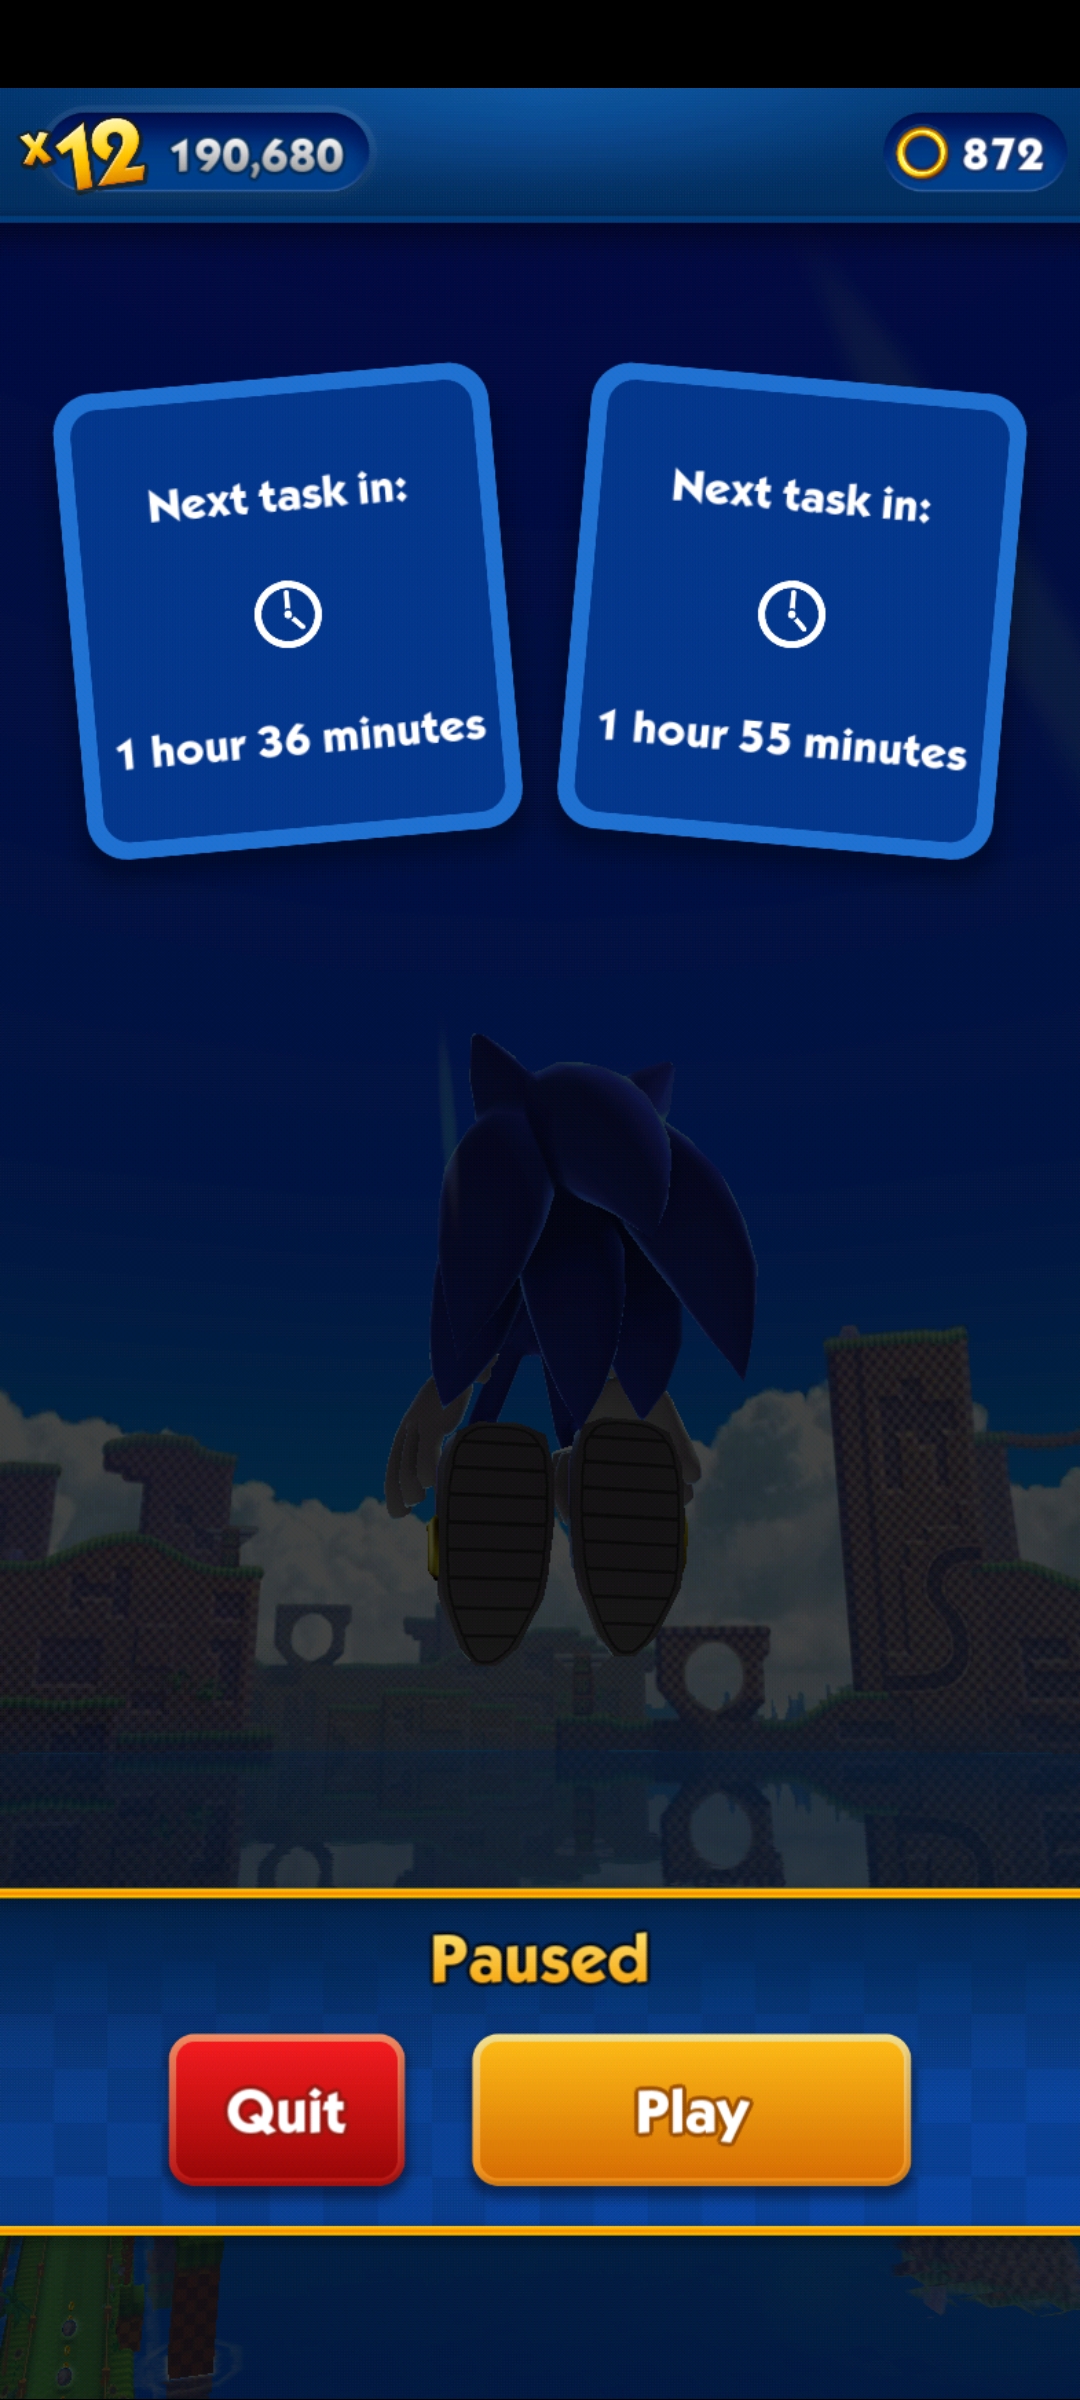 x12 190,680 872
Next task in:
1 hour 36 minutes
Next task in:
1 hour 55 minutes
Paused
Quit
Play